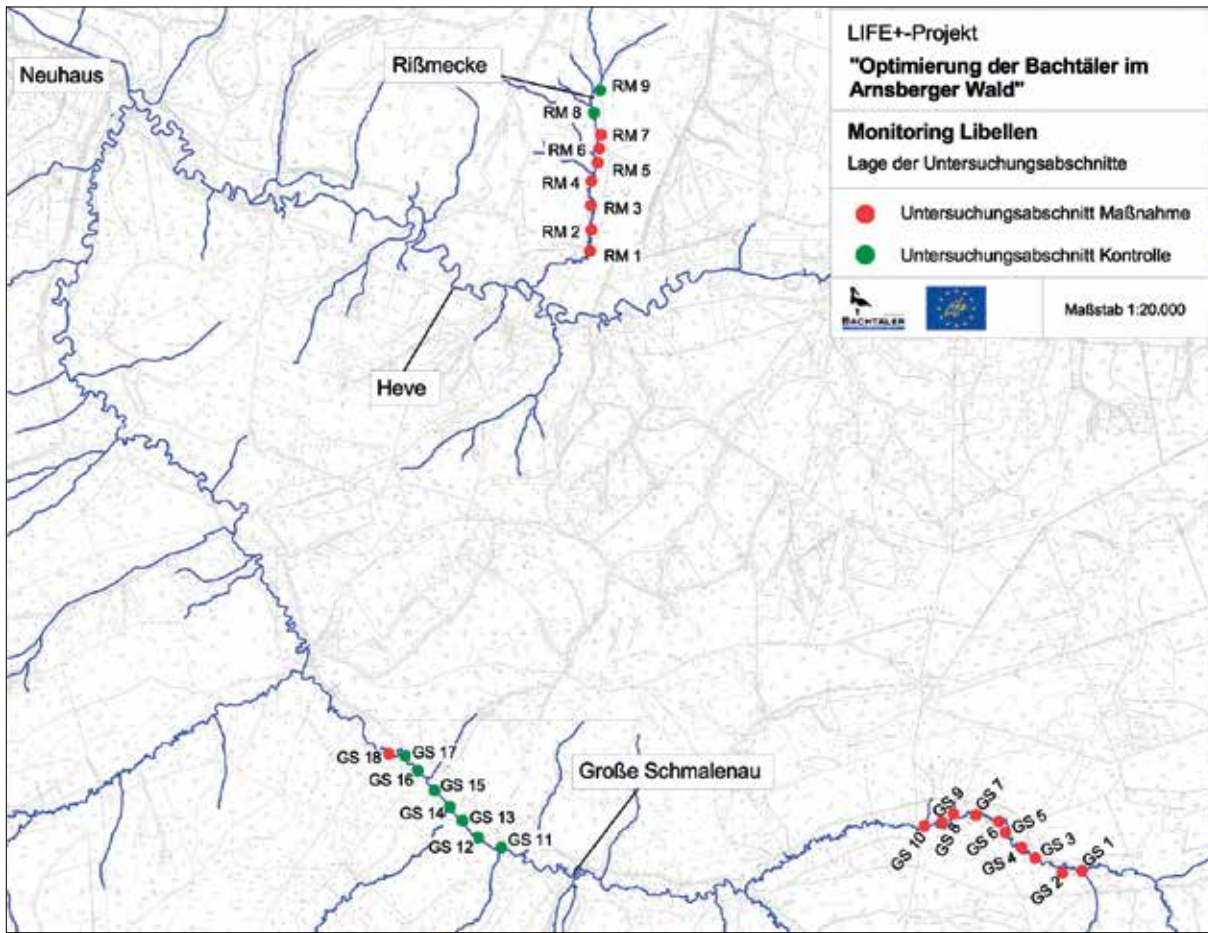 LIFE+-Projekt
"Optimierung der Bachtäler im
Arnsberger Wald"
Monitoring Libellen
Lage der Untersuchungsabschnitte
Untersuchungsabschnitt Maßnahme
Untersuchungsabschnitt Kontrolle
BACHTÄLER
Maßstab 1:20.000
Neuhaus
Rißmecke
RM 9
RM 8
RM 7
RM 6
RM 5
RM 4
RM 3
RM 2
RM 1
Heve
GS 18
GS 17
GS 16
GS 15
GS 14
GS 13
GS 12
GS 11
Große Schmalenau
GS 10
GS 9
GS 8
GS 7
GS 6
GS 5
GS 4
GS 3
GS 2
GS 1